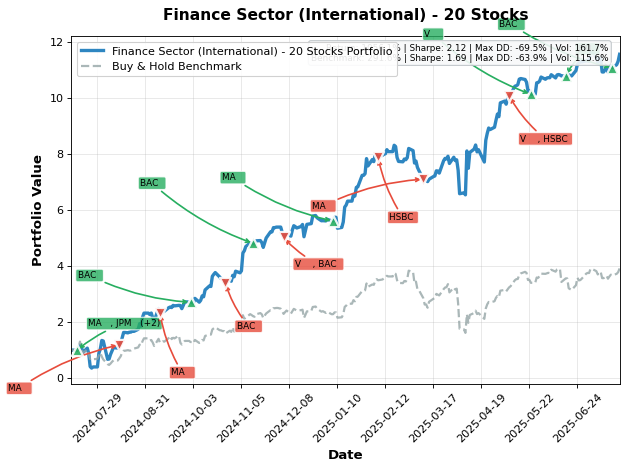 Finance Sector (International) - 20 Stocks
BAC
V
Finance Sector (International) - 20 Stocks Portfolio
Buy & Hold Benchmark
% | Sharpe: 2.12 | Max DD: -69.5% | Vol: 161.7%
% | Sharpe: 1.69 | Max DD: -63.9% | Vol: 115.6%
12
10
8
6
4
2
0
Portfolio Value
V , HSBC
BAC
MA
MA
HSBC
V , BAC
BAC
MA , JPM (+2)
BAC
MA
MA
2024-07-29
2024-08-31
2024-10-03
2024-11-05
2024-12-08
2025-01-10
2025-02-12
2025-03-17
2025-04-19
2025-05-22
2025-06-24
Date